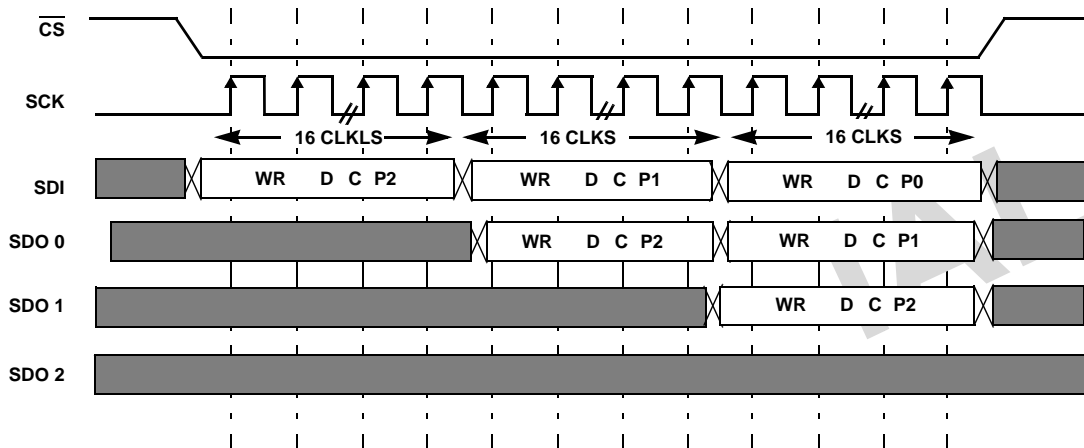 CS
SCK
16 CLKLS 16 CLKS 16 CLKS
SDI WR D C P2 WR D C P1 WR D C P0
SDO 0 WR D C P2 WR D C P1
SDO 1 WR D C P2
SDO 2